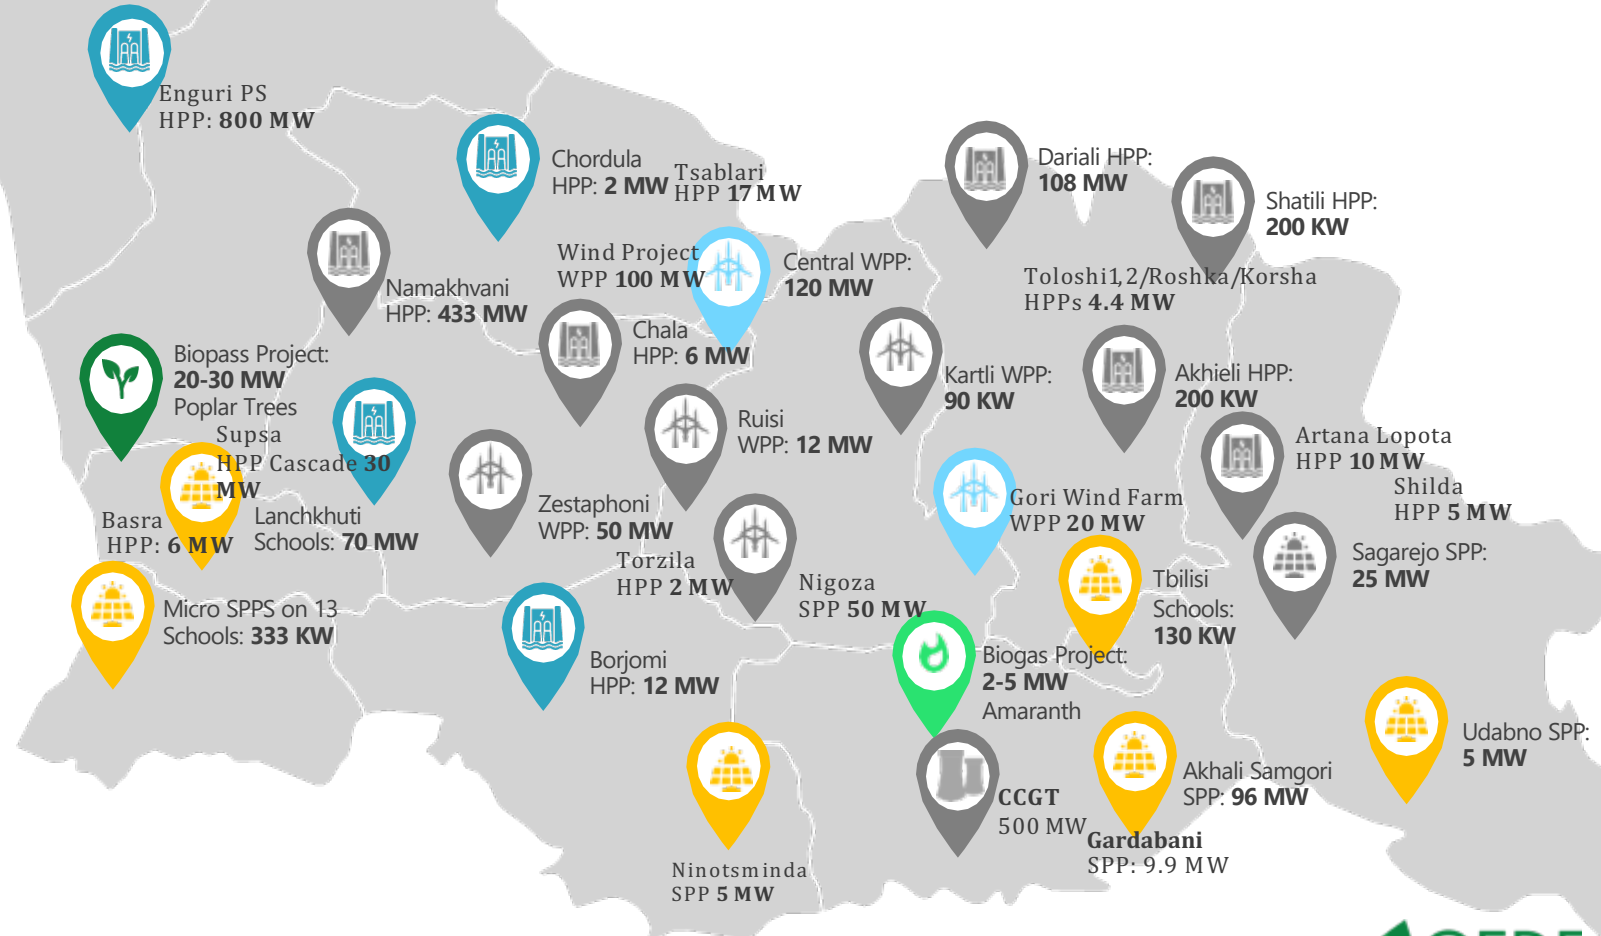 Enguri PS
HPP: 800 MW
Chordula
HPP: 2 MW
Tsablari
HPP 17 MW
Dariali HPP:
108 MW
Shatili HPP:
200 KW
Wind Project
WPP 100 MW
Central WPP:
120 MW
Toloshi1,2/Roshka/Korsha
HPPs 4.4 MW
Namakhvani
HPP: 433 MW
Chala
HPP: 6 MW
Biopass Project:
20-30 MW
Poplar Trees
Kartli WPP:
90 KW
Akhieli HPP:
200 KW
Supsa
HPP Cascade 30
MW
Ruisi
WPP: 12 MW
Artana Lopota
HPP 10 MW
Shilda
HPP 5 MW
Basra
HPP: 6 MW
Lanchkhuti
Schools: 70 MW
Zestaphoni
WPP: 50 MW
Gori Wind Farm
WPP 20 MW
Torzila
HPP 2 MW
Nigoza
SPP 50 MW
Sagarejo SPP:
25 MW
Tbilisi
Schools:
130 KW
Micro SPPS on 13
Schools: 333 KW
Borjomi
HPP: 12 MW
Biogas Project:
2-5 MW
Amaranth
Udabno SPP:
5 MW
Akhali Samgori
SPP: 96 MW
CCGT
500 MW
Gardabani
SPP: 9.9 MW
Ninotsminda
SPP 5 MW